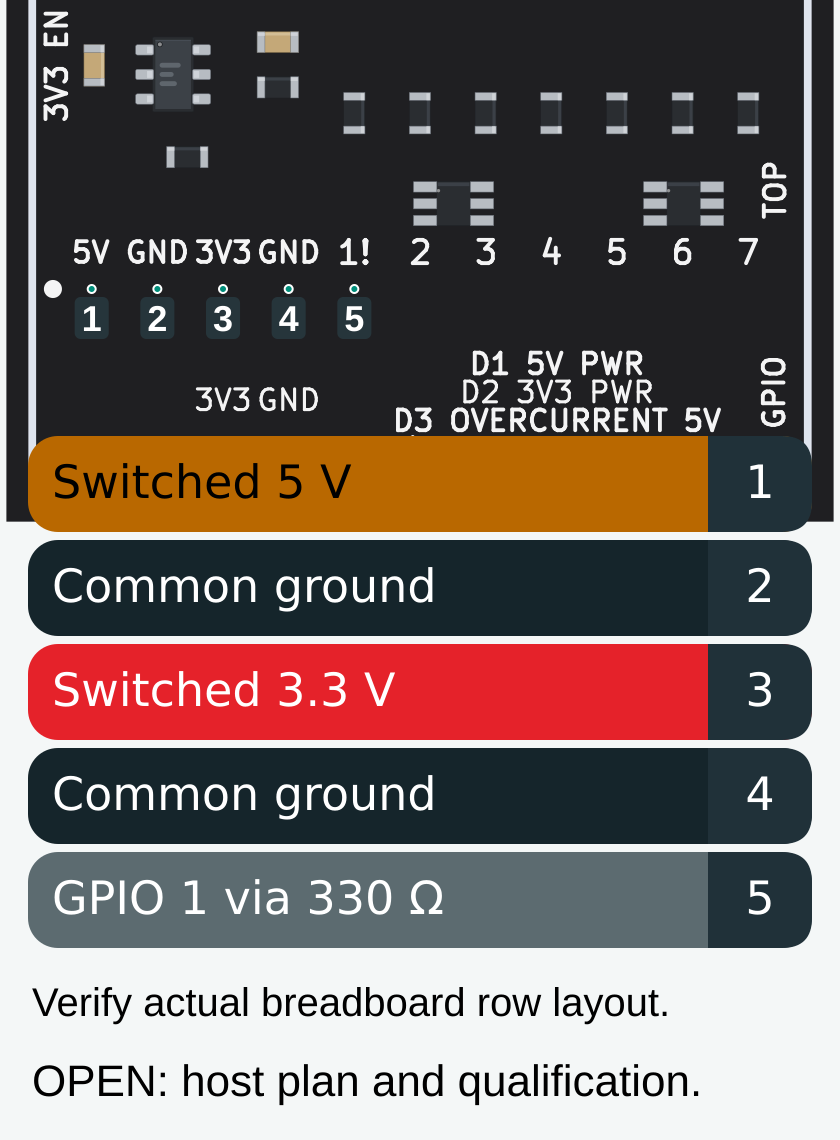 3V3 EN
TOP
5V GND 3V3 GND 1! 2 3 4 5 6 7
1 2 3 4 5
D1 5V PWR
3V3 GND
D2 3V3 PWR
D3 OVERCURRENT 5V
GPIO
Switched 5 V 1
Common ground 2
Switched 3.3 V 3
Common ground 4
GPIO 1 via 330 Ω 5
Verify actual breadboard row layout.
OPEN: host plan and qualification.